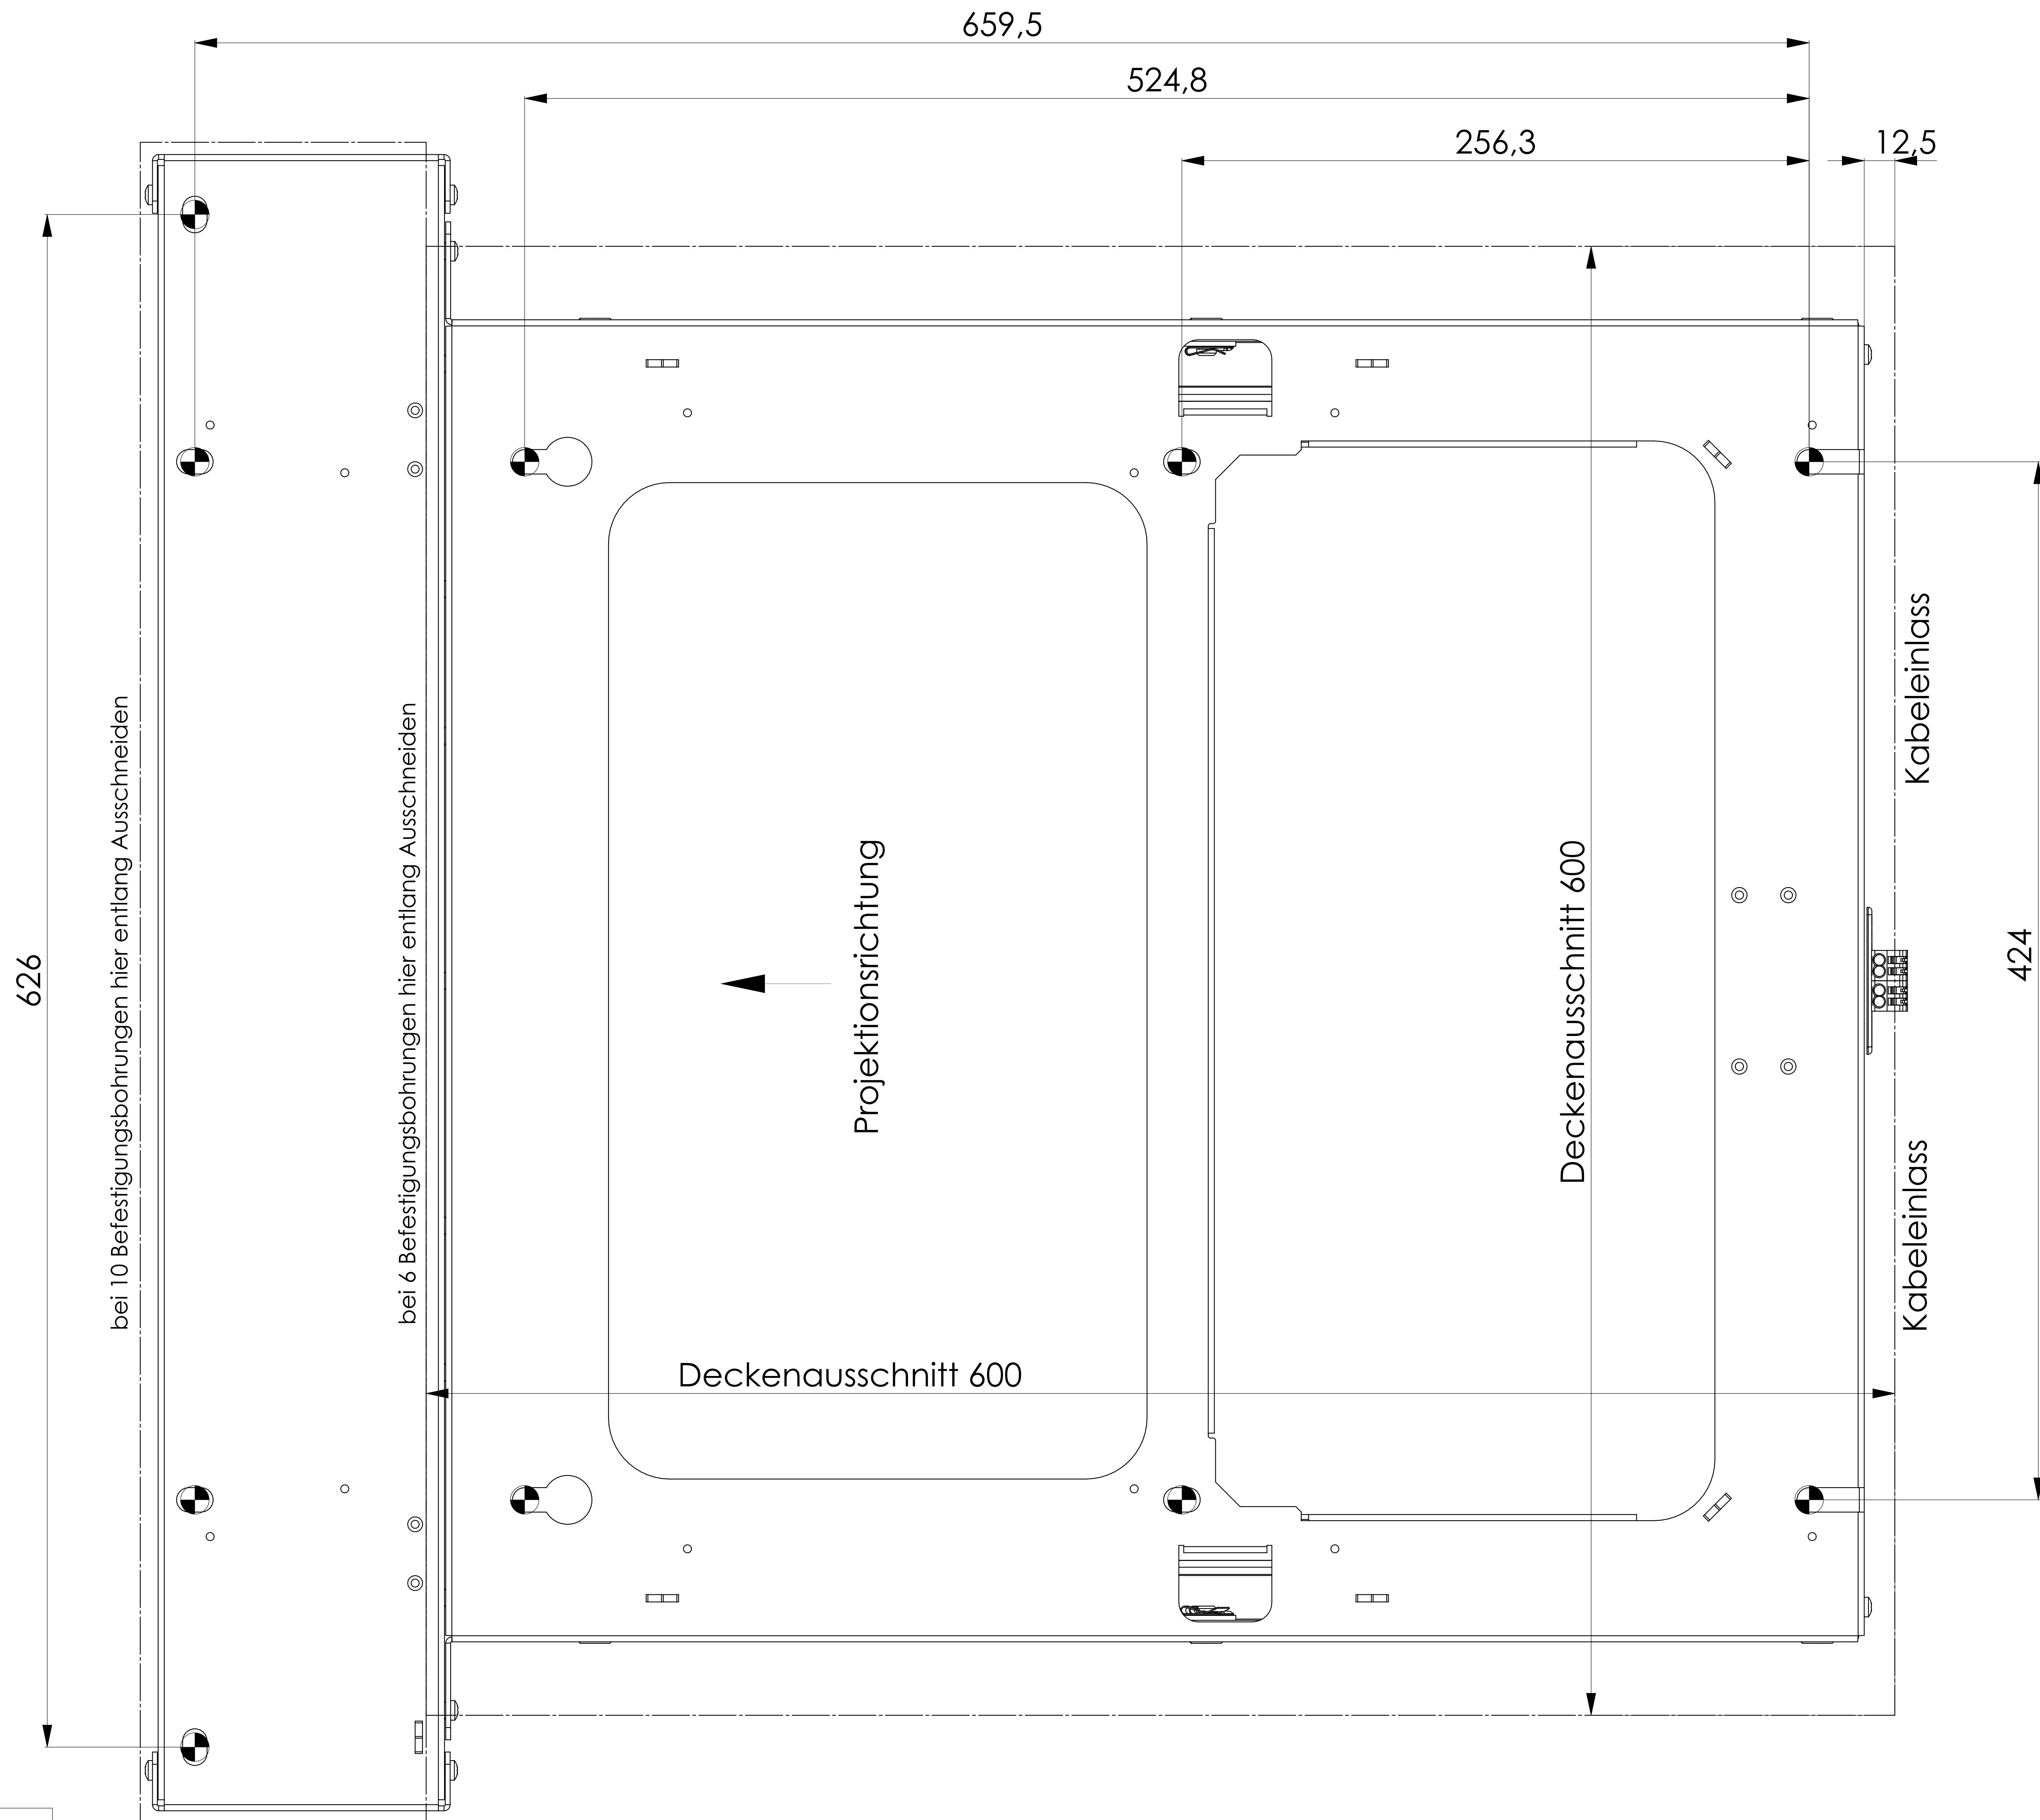 659,5
524,8
256,3
12,5
bei 10 Befestigungsbohrungen hier entlang Ausschneiden
bei 6 Befestigungsbohrungen hier entlang Ausschneiden
Kabeleinlass
Projektionsrichtung
Deckenausschnitt 600
626
424
Kabeleinlass
Deckenausschnitt 600